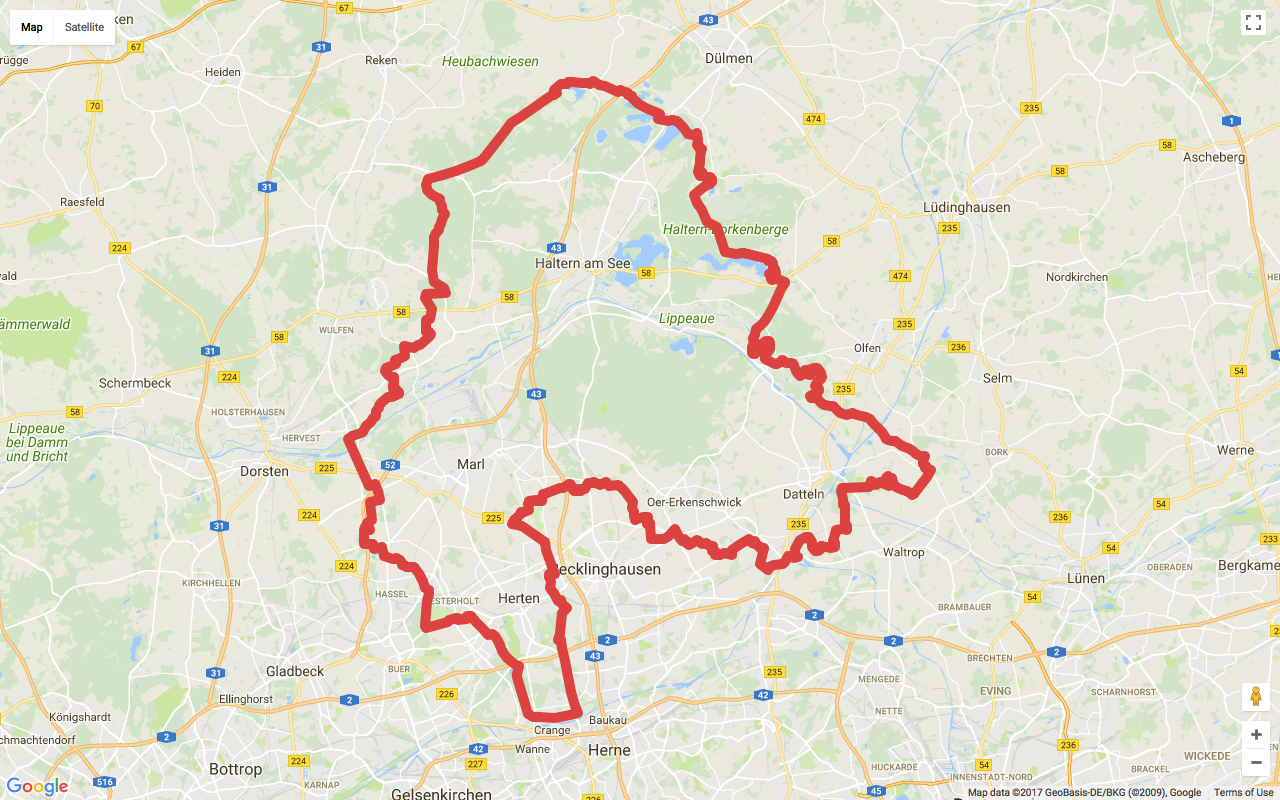 Map
Satellite
ken
67
43
31
67
Dülmen
rügge
Reken
Heubachwiesen
Heiden
70
235
474
1
58
Ascheberg
58
31
Raesfeld
Lüdinghausen
235
224
Haltern-Borkenberge
58
43
Haltern am See
58
474
Nordkirchen
vald
58
58
Lippeaue
ämmerwald
WULFEN
235
58
Olfen
236
31
Schermbeck
224
Selm
54
235
43
58
HOLSTERHAUSEN
Lippeaue
bei Damm
und Bricht
HERVEST
BORK
Werne
Dorsten
225
52
Marl
Datteln
Oer-Erkenschwick
54
224
225
236
31
235
233
54
Waltrop
224
ecklinghausen
Bergkame
OBERADEN
Lünen
KIRCHHELLEN
HASSEL
ESTERHOLT
Herten
54
BRAMBAUER
2
2
2
43
BRECHTEN
31
Gladbeck
BUER
235
MENGEDE
EVING
SCHARNHORST
Ellinghorst
2
226
42
NETTE
Königshardt
Baukau
Crange
2
chmachtendorf
42
Wanne
Herne
236
WICKEDE
224
227
Bottrop
54
HUCKARDE
BRACKEL
516
KARNAP
INNENSTADT-NORD
Google
Gelsenkirchen
226
45
Map data ©2017 GeoBasis-DE/BKG (©2009), Google
Terms of Use